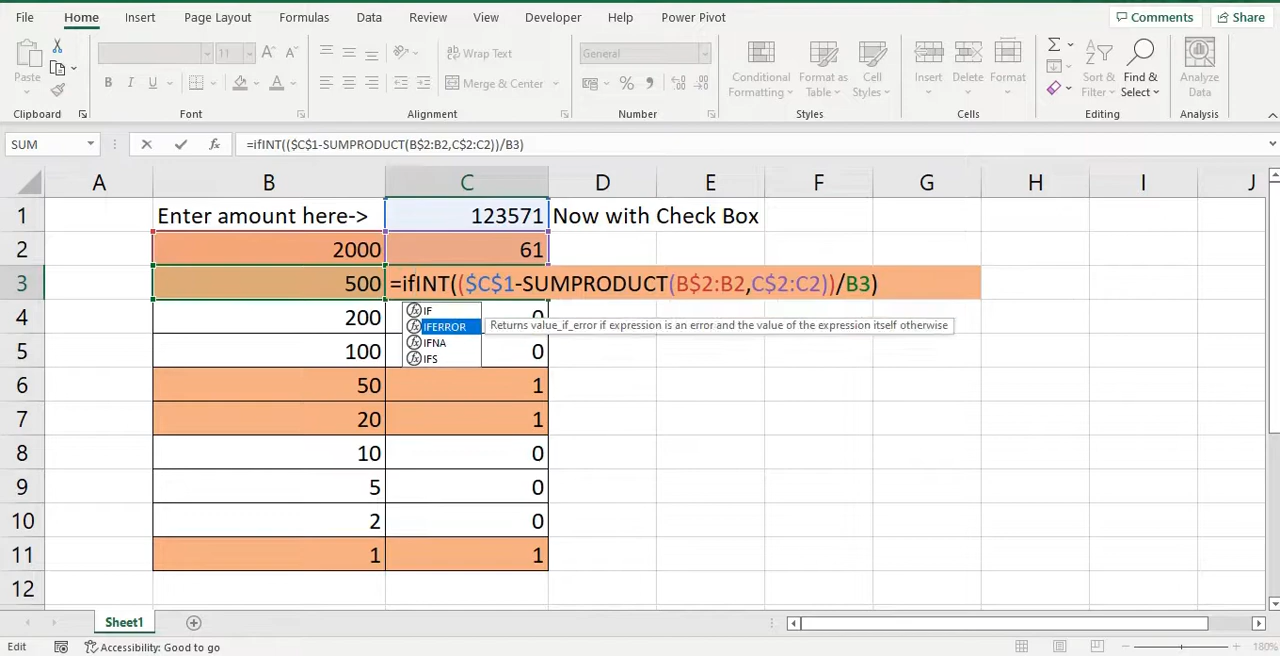 File Home Insert Page Layout Formulas Data Review View Developer Help Power Pivot Comments Share
11 A A Wrap Text General
Paste B I U A Merge & Center % Conditional Formatting Format as Table Cell Styles Insert Delete Format Sort & Filter Find & Select Analyze Data
Clipboard Font Alignment Number Styles Cells Editing Analysis
SUM fx =ifINT(($C$1-SUMPRODUCT(B$2:B2,C$2:C2))/B3)
A B C D E F G H I J
1 Enter amount here-> 123571 Now with Check Box
2 2000 61
3 500 =ifINT(($C$1-SUMPRODUCT(B$2:B2,C$2:C2))/B3)
IF
IFERROR Returns value_if_error if expression is an error and the value of the expression itself otherwise
IFNA
IFS
4 200 0
5 100 0
6 50 1
7 20 1
8 10 0
9 5 0
10 2 0
11 1 1
12
Sheet1
Edit Accessibility: Good to go 180%